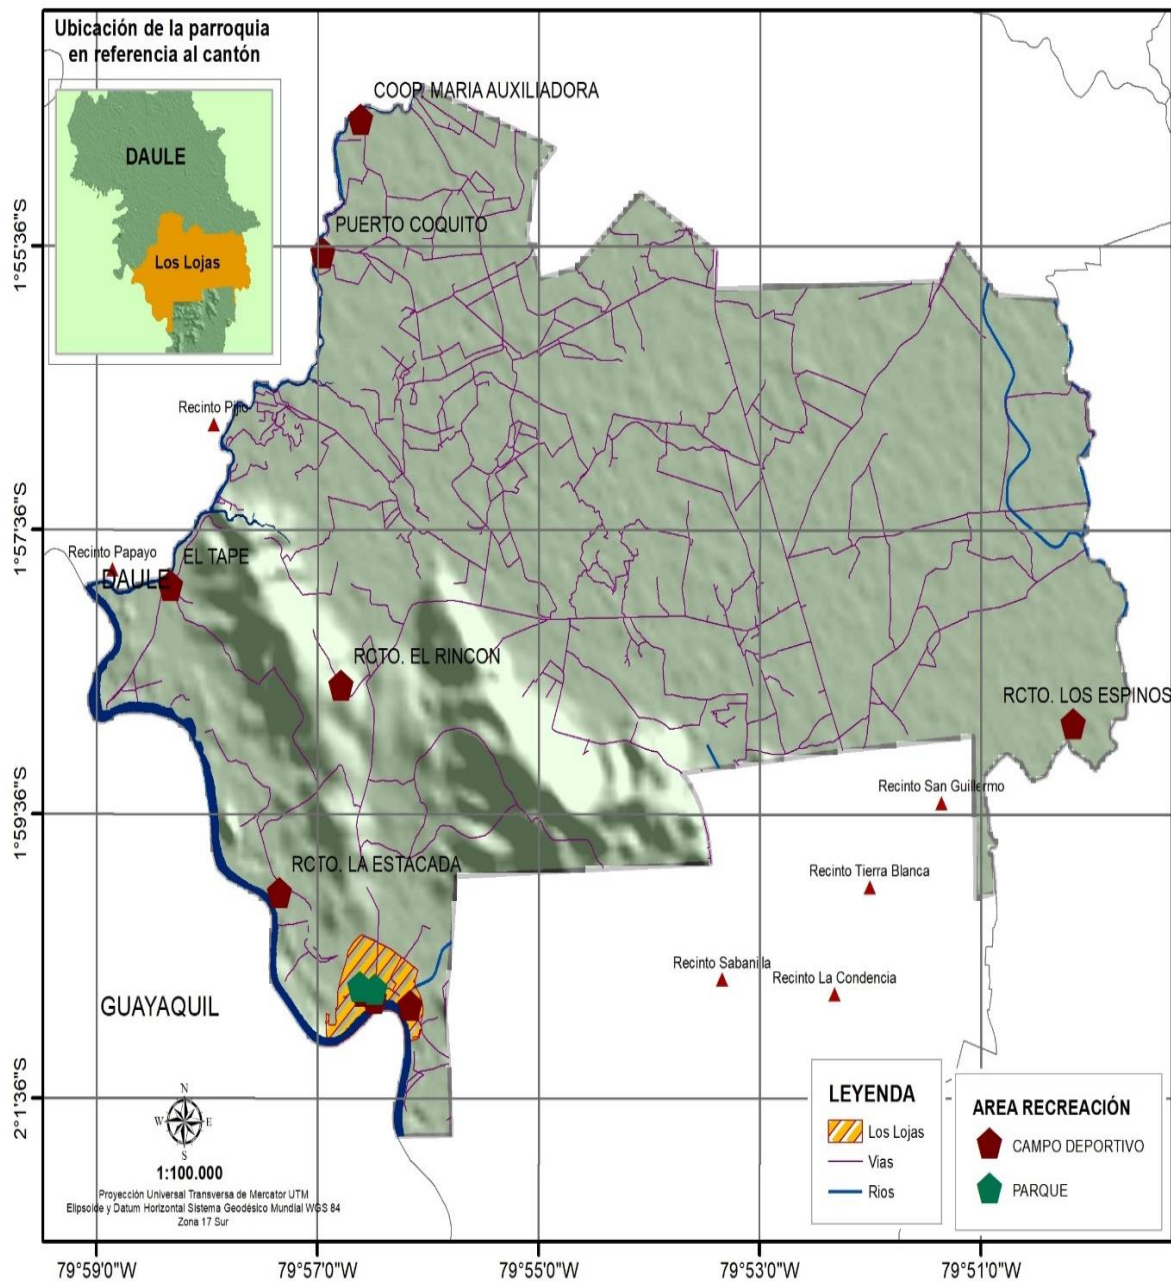 Ubicación de la parroquia
en referencia al cantón
DAULE
Los Lojas
COOP. MARIA AUXILIADORA
PUERTO COQUITO
1°55'36"S
Recinto Pijio
1°57'36"S
Recinto Papayo
EL TAPE
DAULE
RCTO. EL RINCON
RCTO. LOS ESPINOS
Recinto San Guillermo
1°59'36"S
RCTO. LA ESTACADA
Recinto Tierra Blanca
Recinto Sabanilla
Recinto La Condencia
GUAYAQUIL
2°1'36"S
N
W
E
S
1:100.000
Proyección Universal Transversa de Mercator UTM
Elipsoide y Datum Horizontal Sistema Geodésico Mundial WGS 84
Zona 17 Sur
LEYENDA
Los Lojas
Vias
Rios
AREA RECREACIÓN
CAMPO DEPORTIVO
PARQUE
79°59'0"W
79°57'0"W
79°55'0"W
79°53'0"W
79°51'0"W